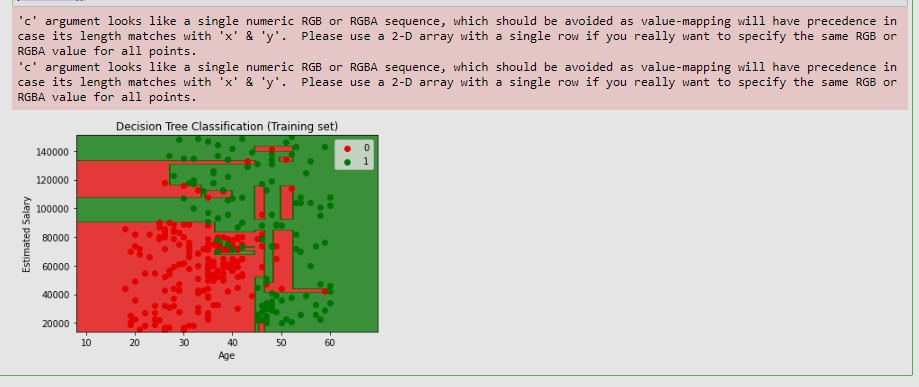 'c' argument looks like a single numeric RGB or RGBA sequence, which should be avoided as value-mapping will have precedence in
case its length matches with 'x' & 'y'.  Please use a 2-D array with a single row if you really want to specify the same RGB or
RGBA value for all points.
'c' argument looks like a single numeric RGB or RGBA sequence, which should be avoided as value-mapping will have precedence in
case its length matches with 'x' & 'y'.  Please use a 2-D array with a single row if you really want to specify the same RGB or
RGBA value for all points.
Decision Tree Classification (Training set)
0
1
140000
120000
100000
80000
60000
40000
20000
Estimated Salary
10 20 30 40 50 60
Age